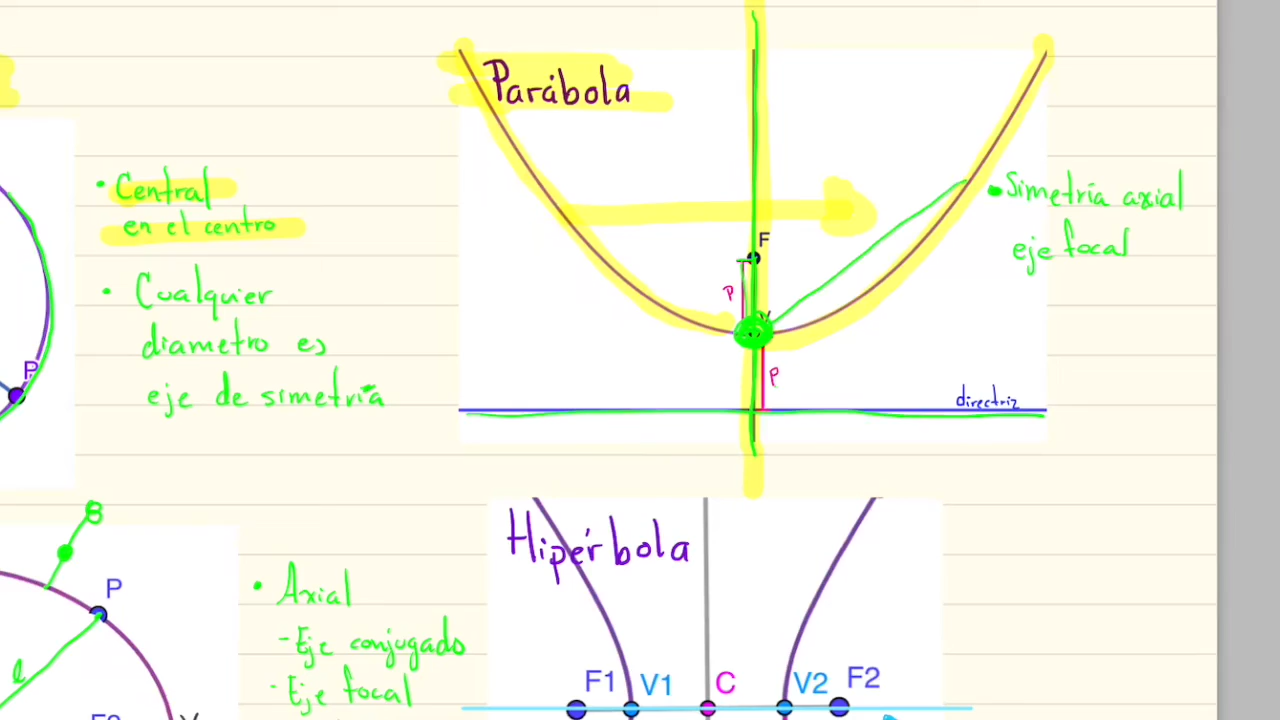 Parábola
• Central
en el centro
• Cualquier
diametro es
eje de simetría
P
F
P
V
P
directriz
• Simetría axial
eje focal
Hipérbola
P
• Axial
- Eje conjugado
- Eje focal
F1 V1 C V2 F2